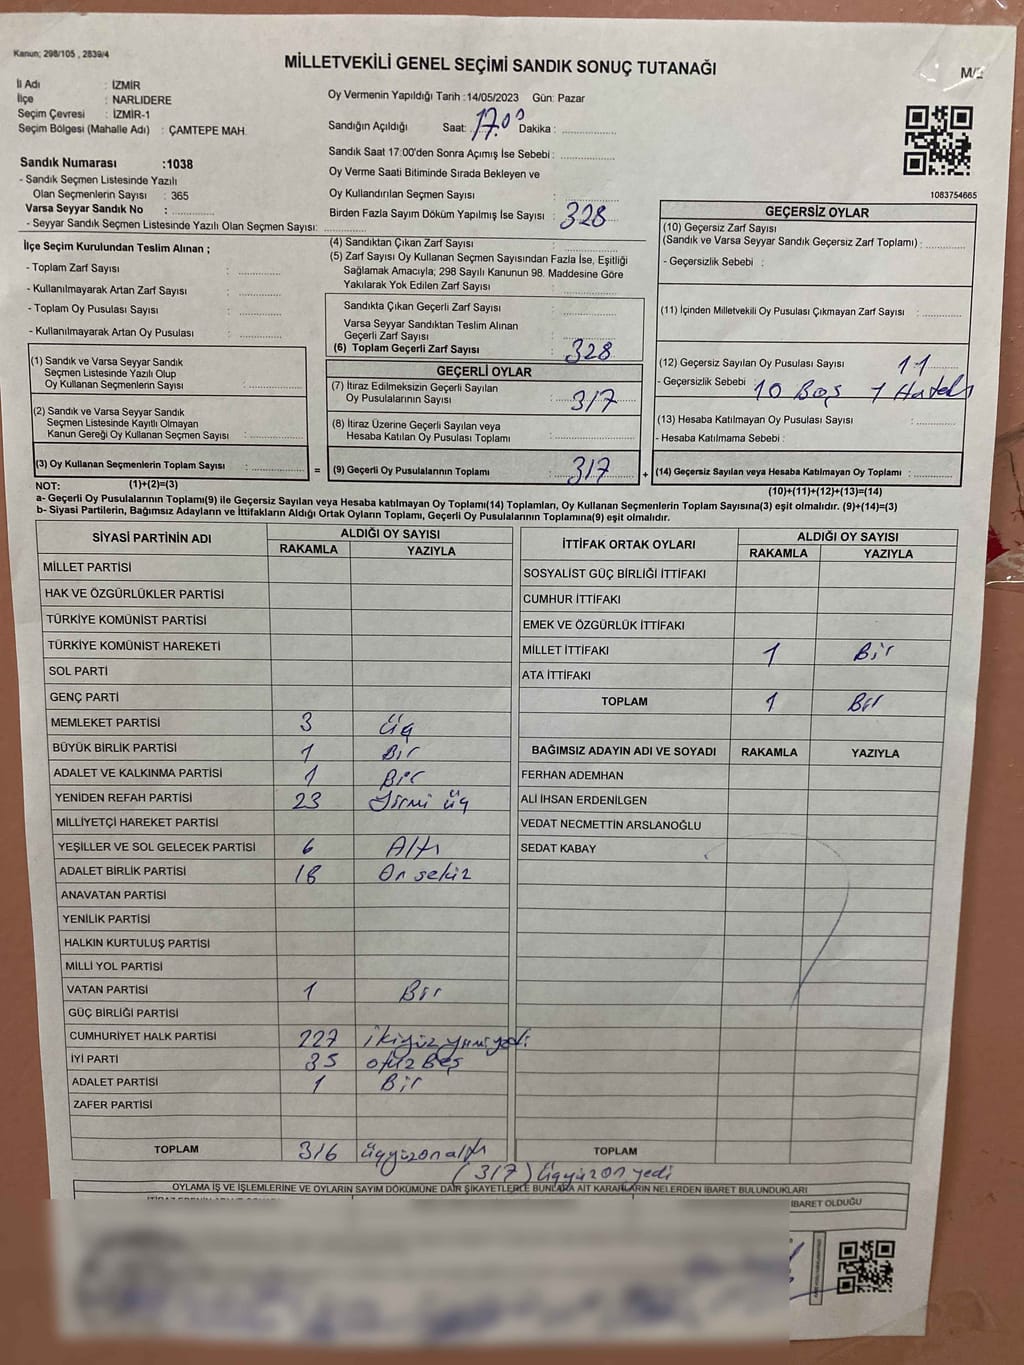 Kanun; 298/105 , 2839/4
MİLLETVEKİLİ GENEL SEÇİMİ SANDIK SONUÇ TUTANAĞI
İl Adı : İZMİR
İlçe : NARLIDERE
Seçim Çevresi : İZMİR-1
Seçim Bölgesi (Mahalle Adı) : ÇAMTEPE MAH.
Sandık Numarası :1038
- Sandık Seçmen Listesinde Yazılı
Olan Seçmenlerin Sayısı : 365
Varsa Seyyar Sandık No :
- Seyyar Sandık Seçmen Listesinde Yazılı Olan Seçmen Sayısı:
İlçe Seçim Kurulundan Teslim Alınan ;
- Toplam Zarf Sayısı :
- Kullanılmayarak Artan Zarf Sayısı :
- Toplam Oy Pusulası Sayısı :
- Kullanılmayarak Artan Oy Pusulası :
(1) Sandık ve Varsa Seyyar Sandık
Seçmen Listesinde Yazılı Olup
Oy Kullanan Seçmenlerin Sayısı :
(2) Sandık ve Varsa Seyyar Sandık
Seçmen Listesinde Kayıtlı Olmayan
Kanun Gereği Oy Kullanan Seçmen Sayısı :
(3) Oy Kullanan Seçmenlerin Toplam Sayısı :
Oy Vermenin Yapıldığı Tarih :14/05/2023 Gün: Pazar
Sandığın Açıldığı Saat: 17.00 Dakika :
Sandık Saat 17:00'den Sonra Açımış İse Sebebi :
Oy Verme Saati Bitiminde Sırada Bekleyen ve
Oy Kullandırılan Seçmen Sayısı :
Birden Fazla Sayım Döküm Yapılmış İse Sayısı : 328
(4) Sandıktan Çıkan Zarf Sayısı :
(5) Zarf Sayısı Oy Kullanan Seçmen Sayısından Fazla İse, Eşitliği
Sağlamak Amacıyla; 298 Sayılı Kanunun 98. Maddesine Göre
Yakılarak Yok Edilen Zarf Sayısı :
Sandıkta Çıkan Geçerli Zarf Sayısı :
Varsa Seyyar Sandıktan Teslim Alınan
Geçerli Zarf Sayısı :
(6) Toplam Geçerli Zarf Sayısı : 328
GEÇERLİ OYLAR
(7) İtiraz Edilmeksizin Geçerli Sayılan
Oy Pusulalarının Sayısı : 317
(8) İtiraz Üzerine Geçerli Sayılan veya
Hesaba Katılan Oy Pusulası Toplamı :
= (9) Geçerli Oy Pusulalarının Toplamı : 317 +
1083754665
GEÇERSİZ OYLAR
(10) Geçersiz Zarf Sayısı
(Sandık ve Varsa Seyyar Sandık Geçersiz Zarf Toplamı) :
- Geçersizlik Sebebi :
(11) İçinden Milletvekili Oy Pusulası Çıkmayan Zarf Sayısı :
(12) Geçersiz Sayılan Oy Pusulası Sayısı : 11
- Geçersizlik Sebebi : 10 Boş 1 Hatalı
(13) Hesaba Katılmayan Oy Pusulası Sayısı :
- Hesaba Katılmama Sebebi :
(14) Geçersiz Sayılan veya Hesaba Katılmayan Oy Toplamı :
NOT: (1)+(2)=(3) (10)+(11)+(12)+(13)=(14)
a- Geçerli Oy Pusulalarının Toplamı(9) ile Geçersiz Sayılan veya Hesaba katılmayan Oy Toplamı(14) Toplamları, Oy Kullanan Seçmenlerin Toplam Sayısına(3) eşit olmalıdır. (9)+(14)=(3)
b- Siyasi Partilerin, Bağımsız Adayların ve İttifakların Aldığı Ortak Oyların Toplamı, Geçerli Oy Pusulalarının Toplamına(9) eşit olmalıdır.
SİYASİ PARTİNİN ADI ALDIĞI OY SAYISI
RAKAMLA YAZIYLA
MİLLET PARTİSİ
HAK VE ÖZGÜRLÜKLER PARTİSİ
TÜRKİYE KOMÜNİST PARTİSİ
TÜRKİYE KOMÜNİST HAREKETİ
SOL PARTİ
GENÇ PARTİ
MEMLEKET PARTİSİ 3 üç
BÜYÜK BİRLİK PARTİSİ 1 Bir
ADALET VE KALKINMA PARTİSİ 1 Bir
YENİDEN REFAH PARTİSİ 23 Yirmi üç
MİLLİYETÇİ HAREKET PARTİSİ
YEŞİLLER VE SOL GELECEK PARTİSİ 6 Altı
ADALET BİRLİK PARTİSİ 18 On sekiz
ANAVATAN PARTİSİ
YENİLİK PARTİSİ
HALKIN KURTULUŞ PARTİSİ
MİLLİ YOL PARTİSİ
VATAN PARTİSİ 1 Bir
GÜÇ BİRLİĞİ PARTİSİ
CUMHURİYET HALK PARTİSİ 227 ikiyüz yirmi yedi
İYİ PARTİ 35 otuz Beş
ADALET PARTİSİ 1 Bir
ZAFER PARTİSİ
TOPLAM 316 üçyüzonaltı
(317) üçyüzonyedi
İTTİFAK ORTAK OYLARI ALDIĞI OY SAYISI
RAKAMLA YAZIYLA
SOSYALİST GÜÇ BİRLİĞİ İTTİFAKI
CUMHUR İTTİFAKI
EMEK VE ÖZGÜRLÜK İTTİFAKI
MİLLET İTTİFAKI 1 Bir
ATA İTTİFAKI
TOPLAM 1 Bir
BAĞIMSIZ ADAYIN ADI VE SOYADI RAKAMLA YAZIYLA
FERHAN ADEMHAN
ALİ İHSAN ERDENİLGEN
VEDAT NECMETTİN ARSLANOĞLU
SEDAT KABAY
TOPLAM
OYLAMA İŞ VE İŞLEMLERİNE VE OYLARIN SAYIM DÖKÜMÜNE DAİR ŞİKAYETLERLE BUNLARA AİT KARARLARIN NELERDEN İBARET BULUNDUKLARI
İBARET OLDUĞU